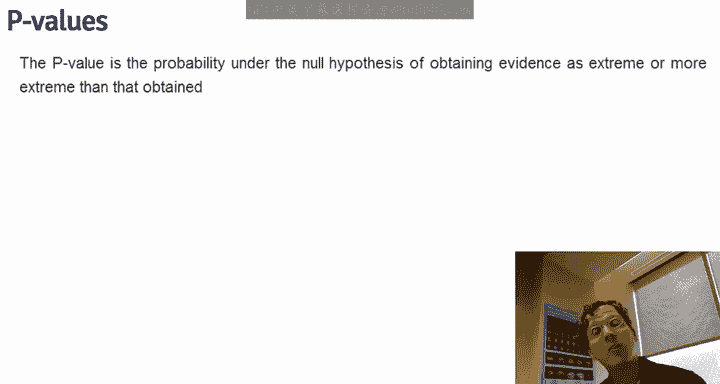 P-values
The P-value is the probability under the null hypothesis of obtaining evidence as extreme or more
extreme than that obtained